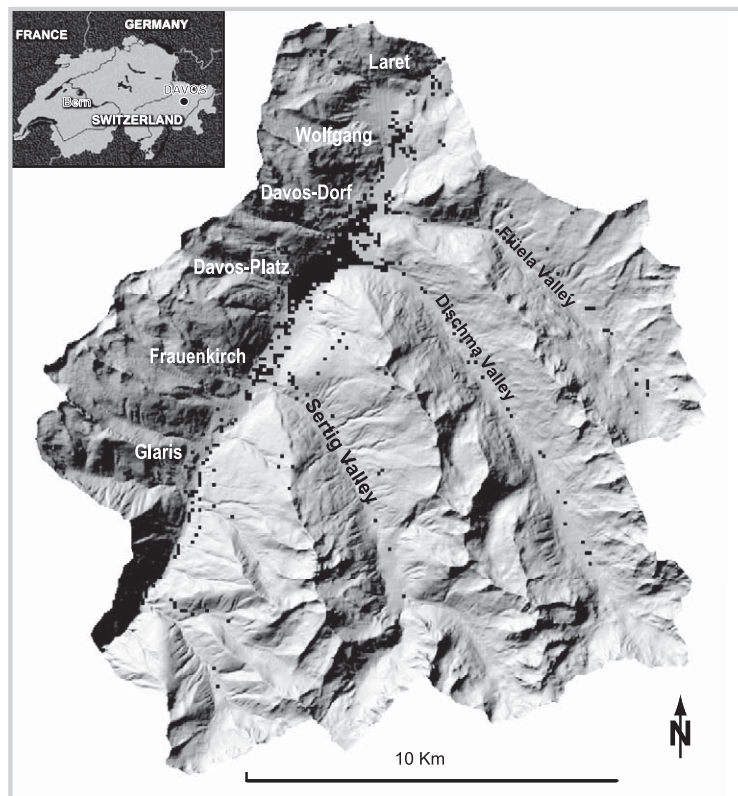 FRANCE
GERMANY
DAVOS
Bern
SWITZERLAND
Laret
Wolfgang
Davos-Dorf
Flüela Valley
Davos-Platz
Dischma Valley
Frauenkirch
Sertig Valley
Glaris
N
10 Km